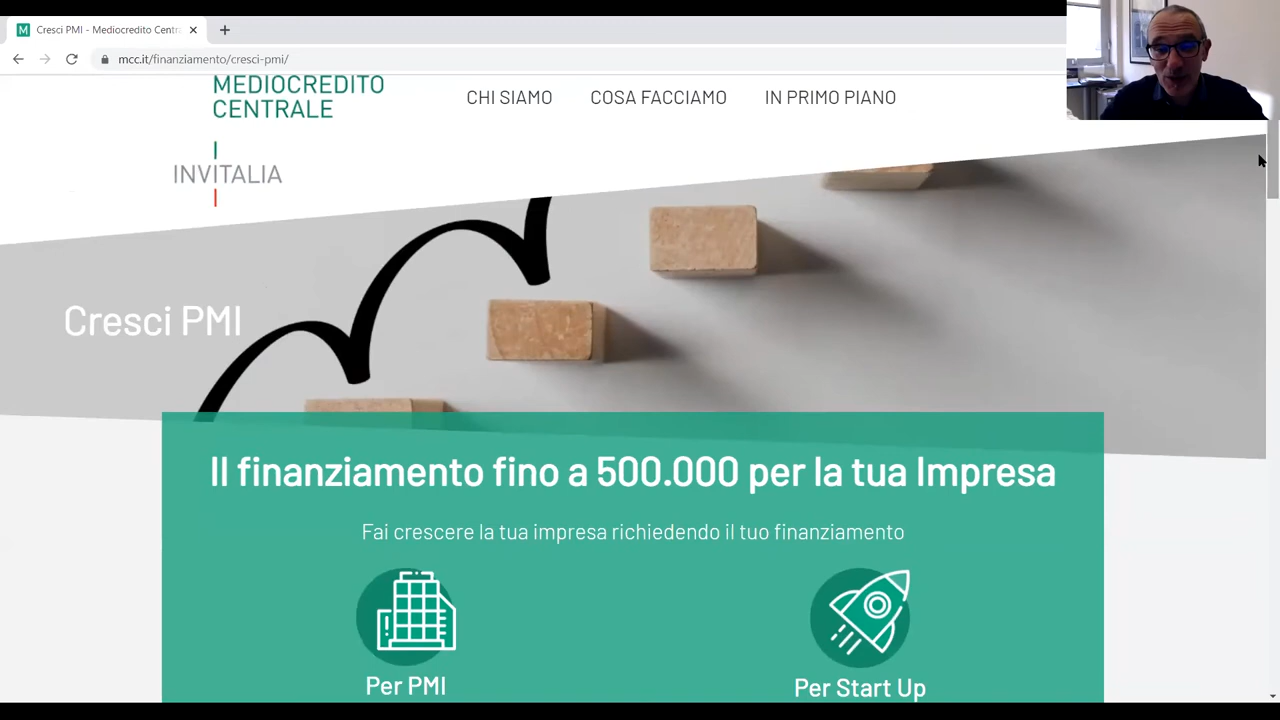 M Cresci PMI - Mediocredito Centr
mcc.it/finanziamento/cresci-pmi/
MEDIOCREDITO
CENTRALE
INVITALIA
CHI SIAMO COSA FACCIAMO IN PRIMO PIANO
Cresci PMI
Il finanziamento fino a 500.000 per la tua Impresa
Fai crescere la tua impresa richiedendo il tuo finanziamento
Per PMI Per Start Up